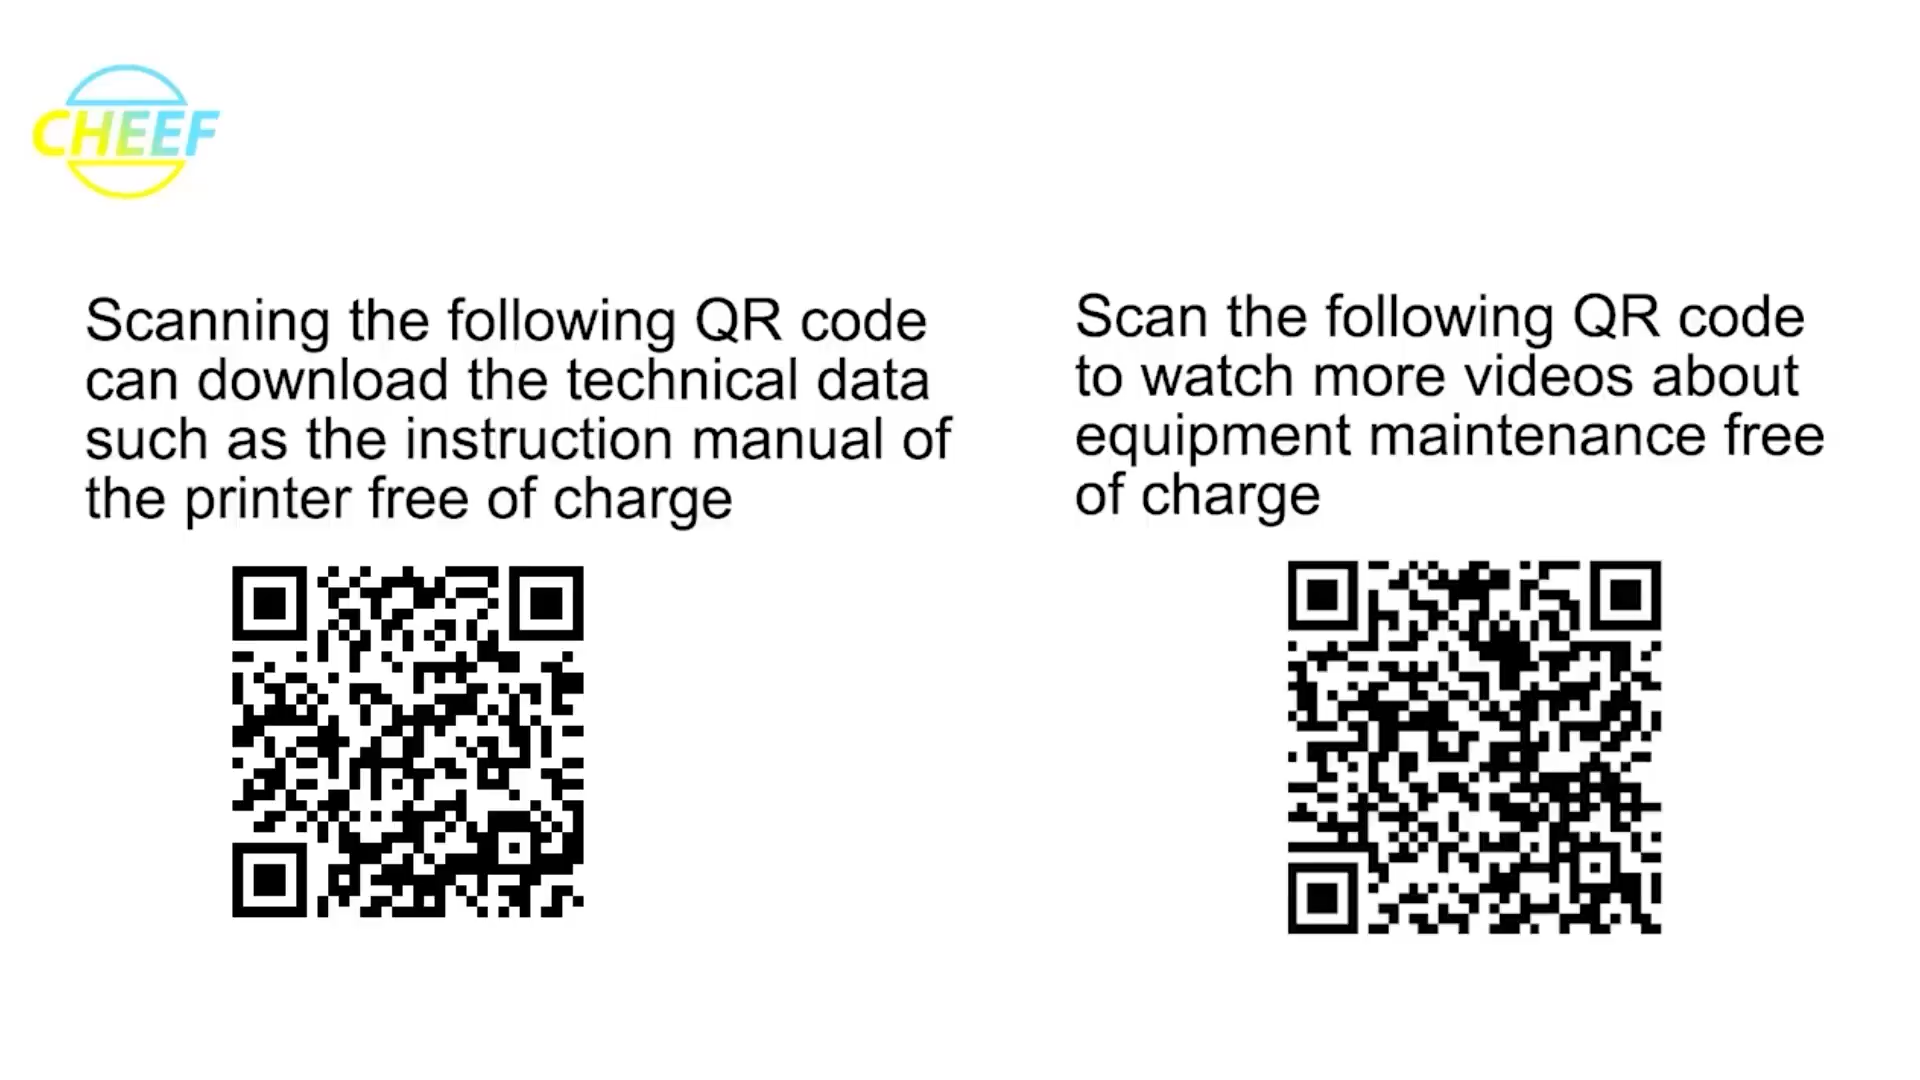 CHEEF
Scanning the following QR code
can download the technical data
such as the instruction manual of
the printer free of charge
Scan the following QR code
to watch more videos about
equipment maintenance free
of charge